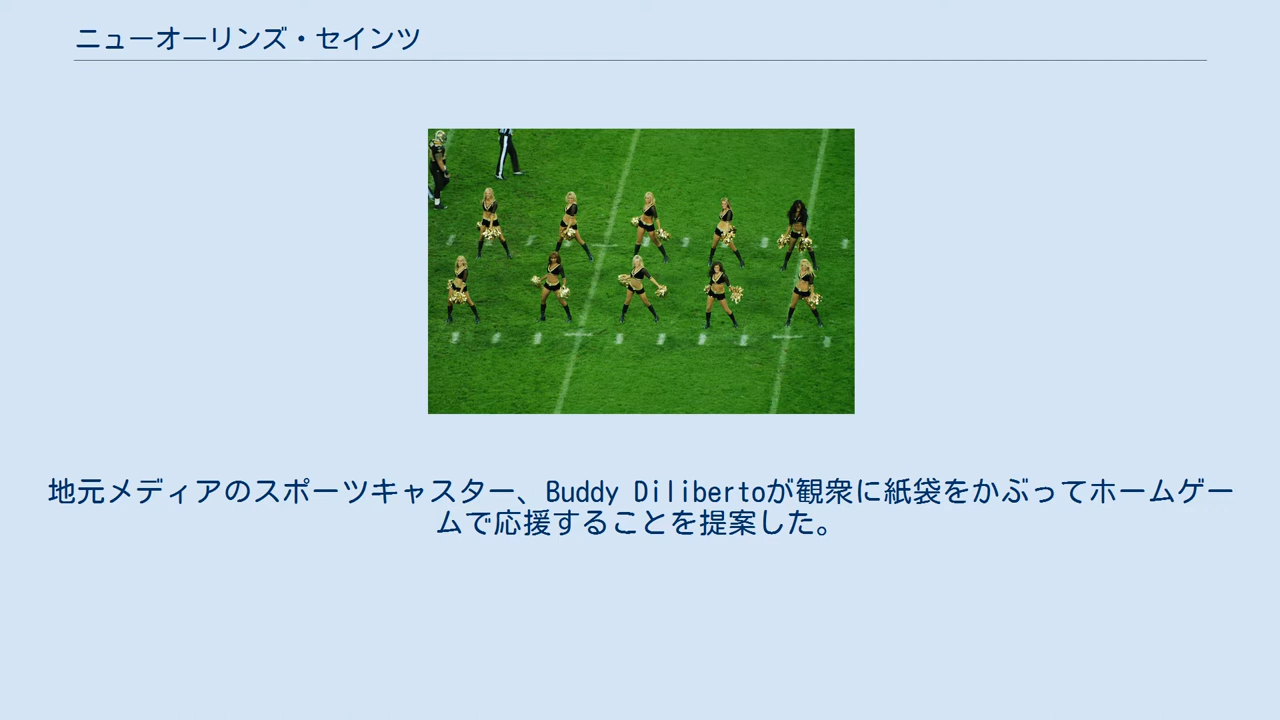 ニューオーリンズ・セインツ
地元メディアのスポーツキャスター、Buddy Dilibertoが観衆に紙袋をかぶってホームゲー
ムで応援することを提案した。